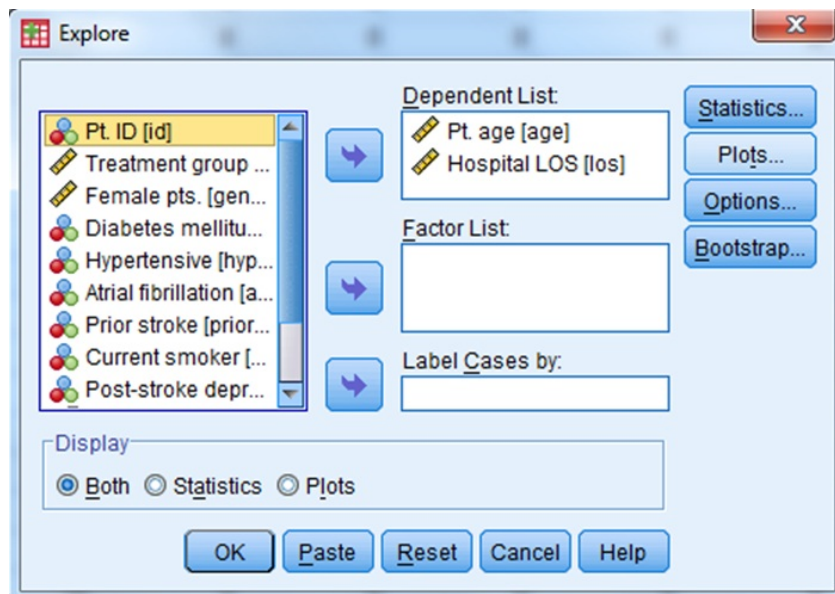 Explore
Pt. ID [id]
Treatment group ...
Female pts. [gen...
Diabetes mellitu...
Hypertensive [hyp...
Atrial fibrillation [a...
Prior stroke [prior...
Current smoker [...
Post-stroke depr...
Dependent List:
Pt. age [age]
Hospital LOS [los]
Factor List:
Label Cases by:
Statistics...
Plots...
Options...
Bootstrap...
Display
Both Statistics Plots
OK Paste Reset Cancel Help